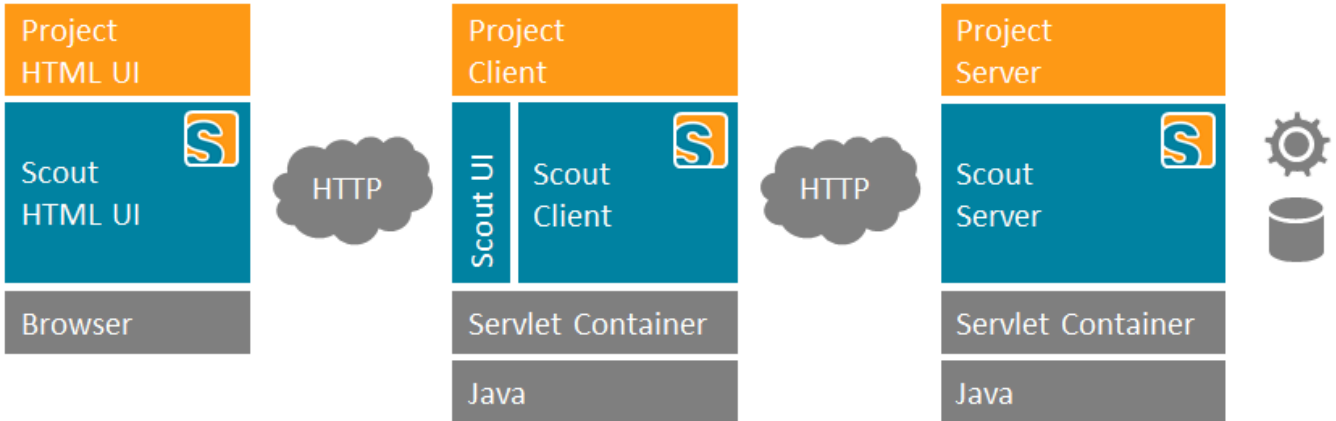 Project
HTML UI
Scout
HTML UI
Browser
HTTP
Project
Client
Scout UI
Scout
Client
Servlet Container
Java
HTTP
Project
Server
Scout
Server
Servlet Container
Java